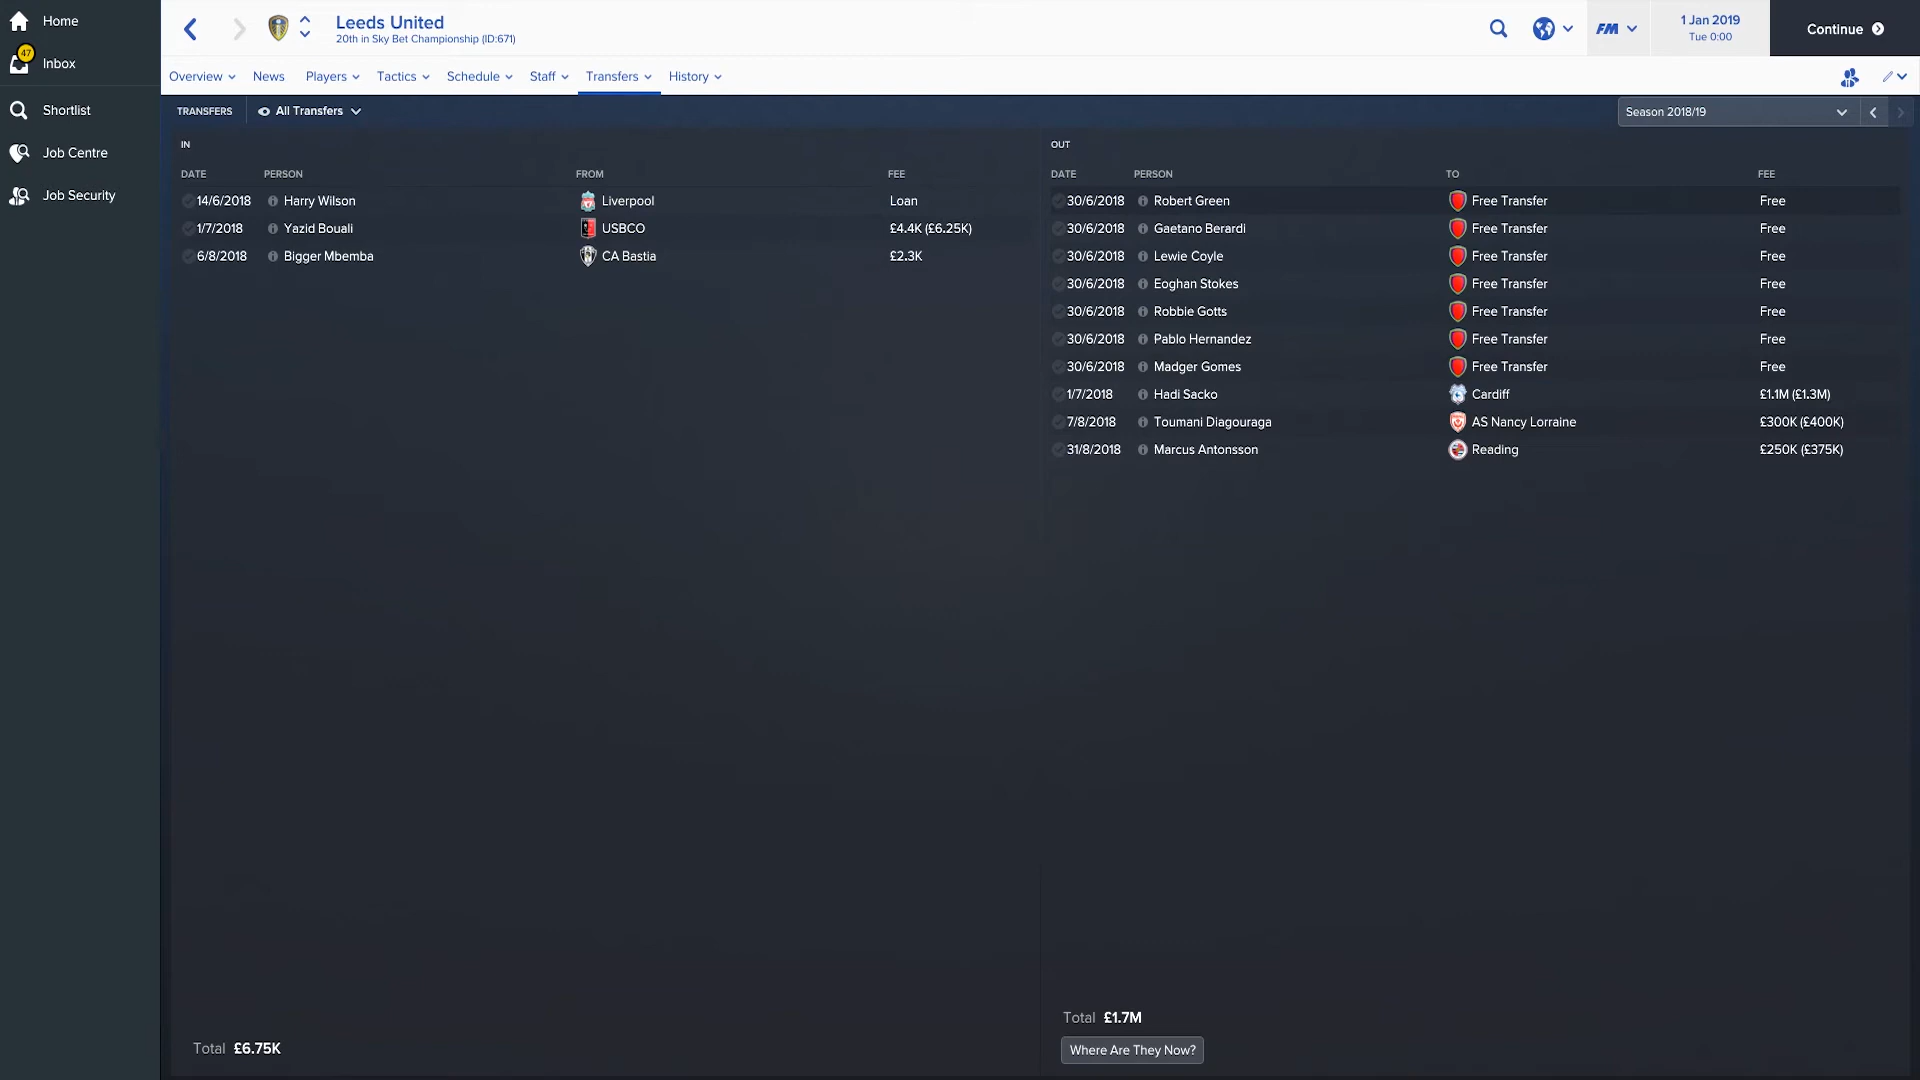 Home
47
Inbox
Shortlist
Job Centre
Job Security
Leeds United
20th in Sky Bet Championship (ID:671)
FM
1 Jan 2019
Tue 0:00
Continue
Overview News Players Tactics Schedule Staff Transfers History
TRANSFERS All Transfers Season 2018/19
IN
DATE PERSON FROM FEE
14/6/2018 Harry Wilson Liverpool Loan
1/7/2018 Yazid Bouali USBCO £4.4K (£6.25K)
6/8/2018 Bigger Mbemba CA Bastia £2.3K
Total £6.75K
OUT
DATE PERSON TO FEE
30/6/2018 Robert Green Free Transfer Free
30/6/2018 Gaetano Berardi Free Transfer Free
30/6/2018 Lewie Coyle Free Transfer Free
30/6/2018 Eoghan Stokes Free Transfer Free
30/6/2018 Robbie Gotts Free Transfer Free
30/6/2018 Pablo Hernandez Free Transfer Free
30/6/2018 Madger Gomes Free Transfer Free
1/7/2018 Hadi Sacko Cardiff £1.1M (£1.3M)
7/8/2018 Toumani Diagouraga AS Nancy Lorraine £300K (£400K)
31/8/2018 Marcus Antonsson Reading £250K (£375K)
Total £1.7M
Where Are They Now?